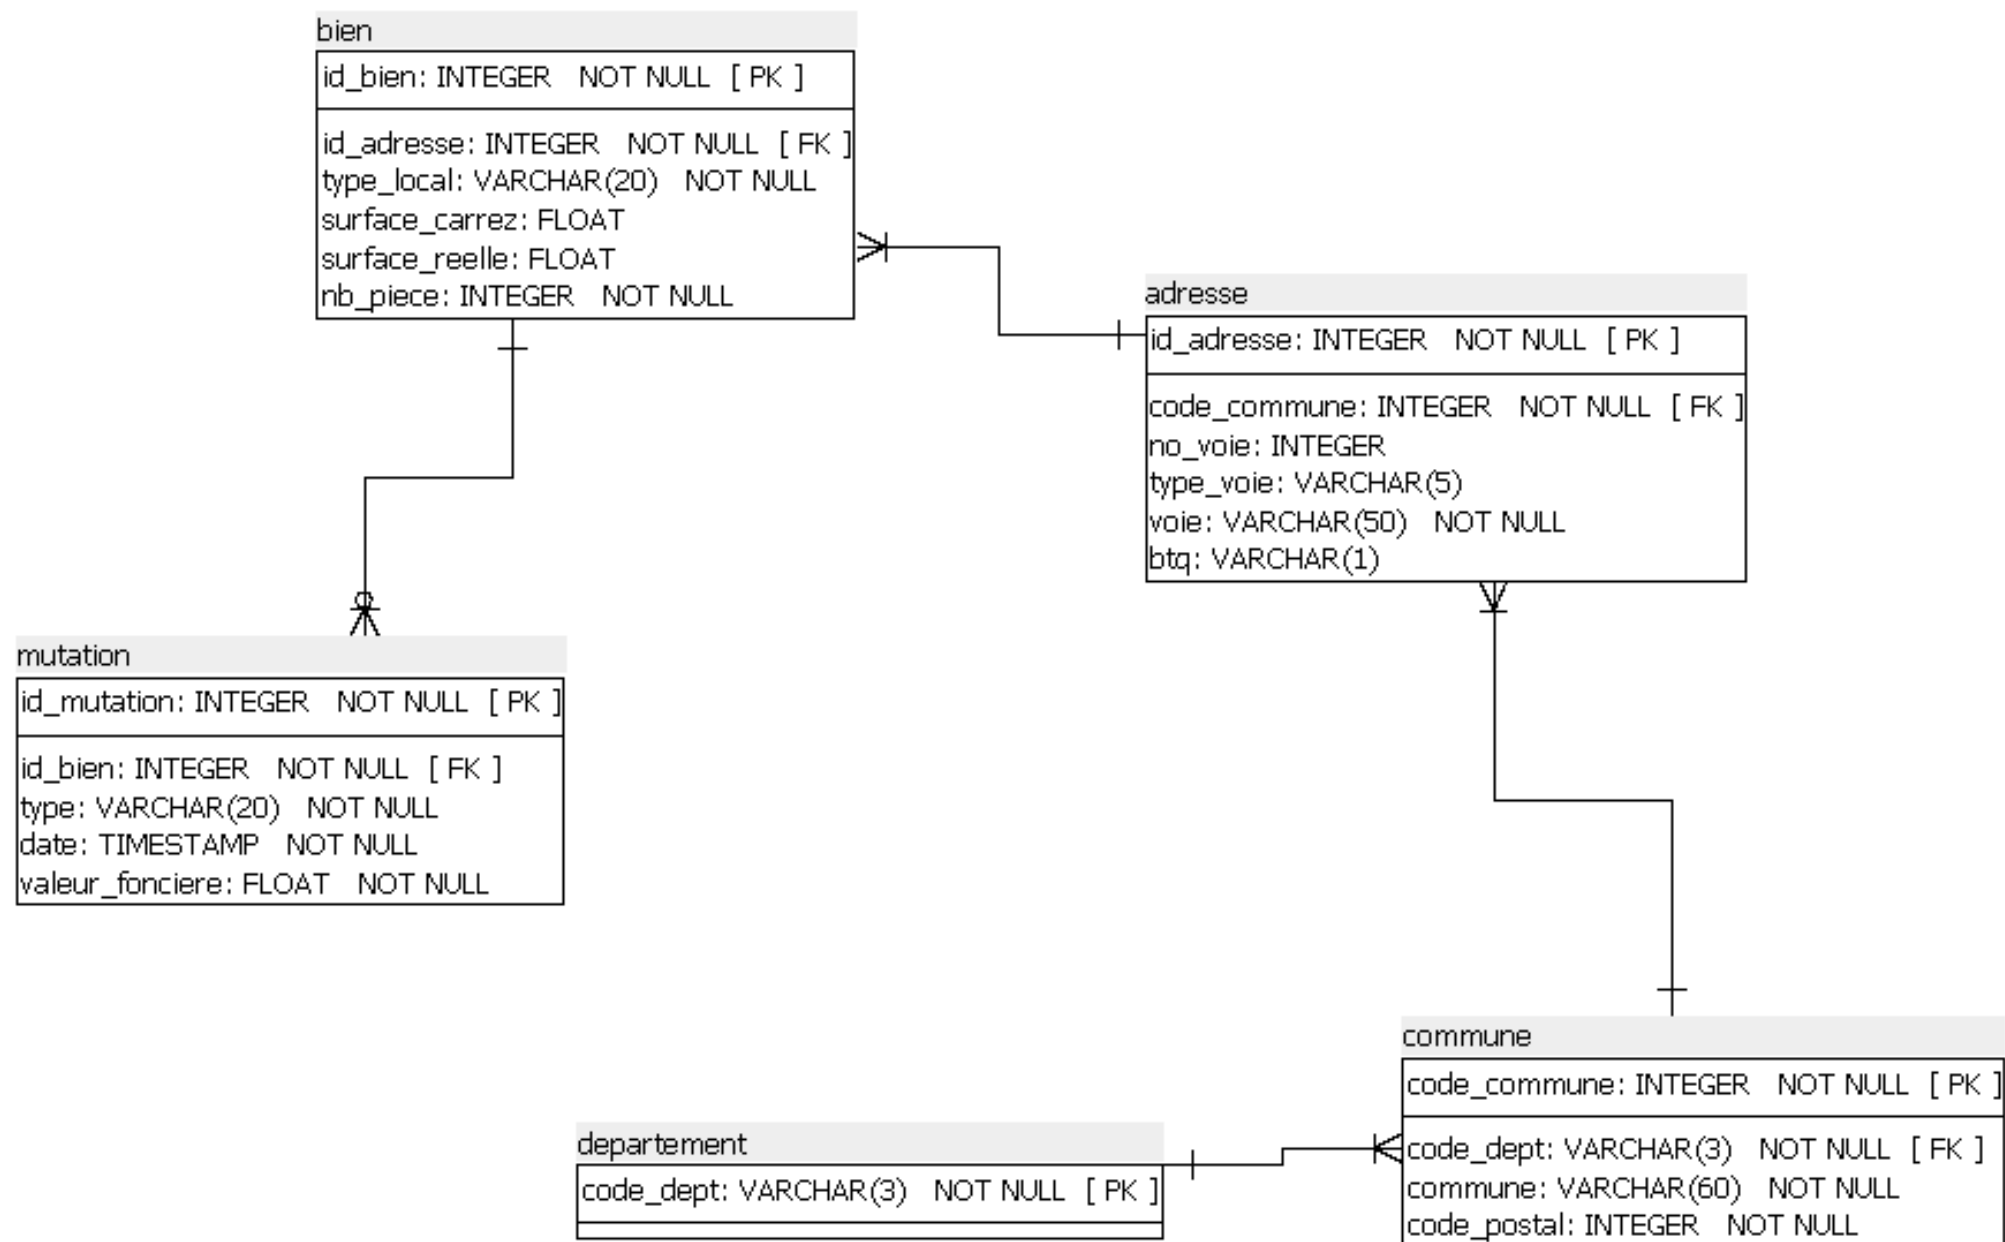 bien
id_bien: INTEGER NOT NULL [ PK ]
id_adresse: INTEGER NOT NULL [ FK ]
type_local: VARCHAR(20) NOT NULL
surface_carrez: FLOAT
surface_reelle: FLOAT
nb_piece: INTEGER NOT NULL
adresse
id_adresse: INTEGER NOT NULL [ PK ]
code_commune: INTEGER NOT NULL [ FK ]
no_voie: INTEGER
type_voie: VARCHAR(5)
voie: VARCHAR(50) NOT NULL
btq: VARCHAR(1)
mutation
id_mutation: INTEGER NOT NULL [ PK ]
id_bien: INTEGER NOT NULL [ FK ]
type: VARCHAR(20) NOT NULL
date: TIMESTAMP NOT NULL
valeur_fonciere: FLOAT NOT NULL
commune
code_commune: INTEGER NOT NULL [ PK ]
code_dept: VARCHAR(3) NOT NULL [ FK ]
commune: VARCHAR(60) NOT NULL
code_postal: INTEGER NOT NULL
departement
code_dept: VARCHAR(3) NOT NULL [ PK ]